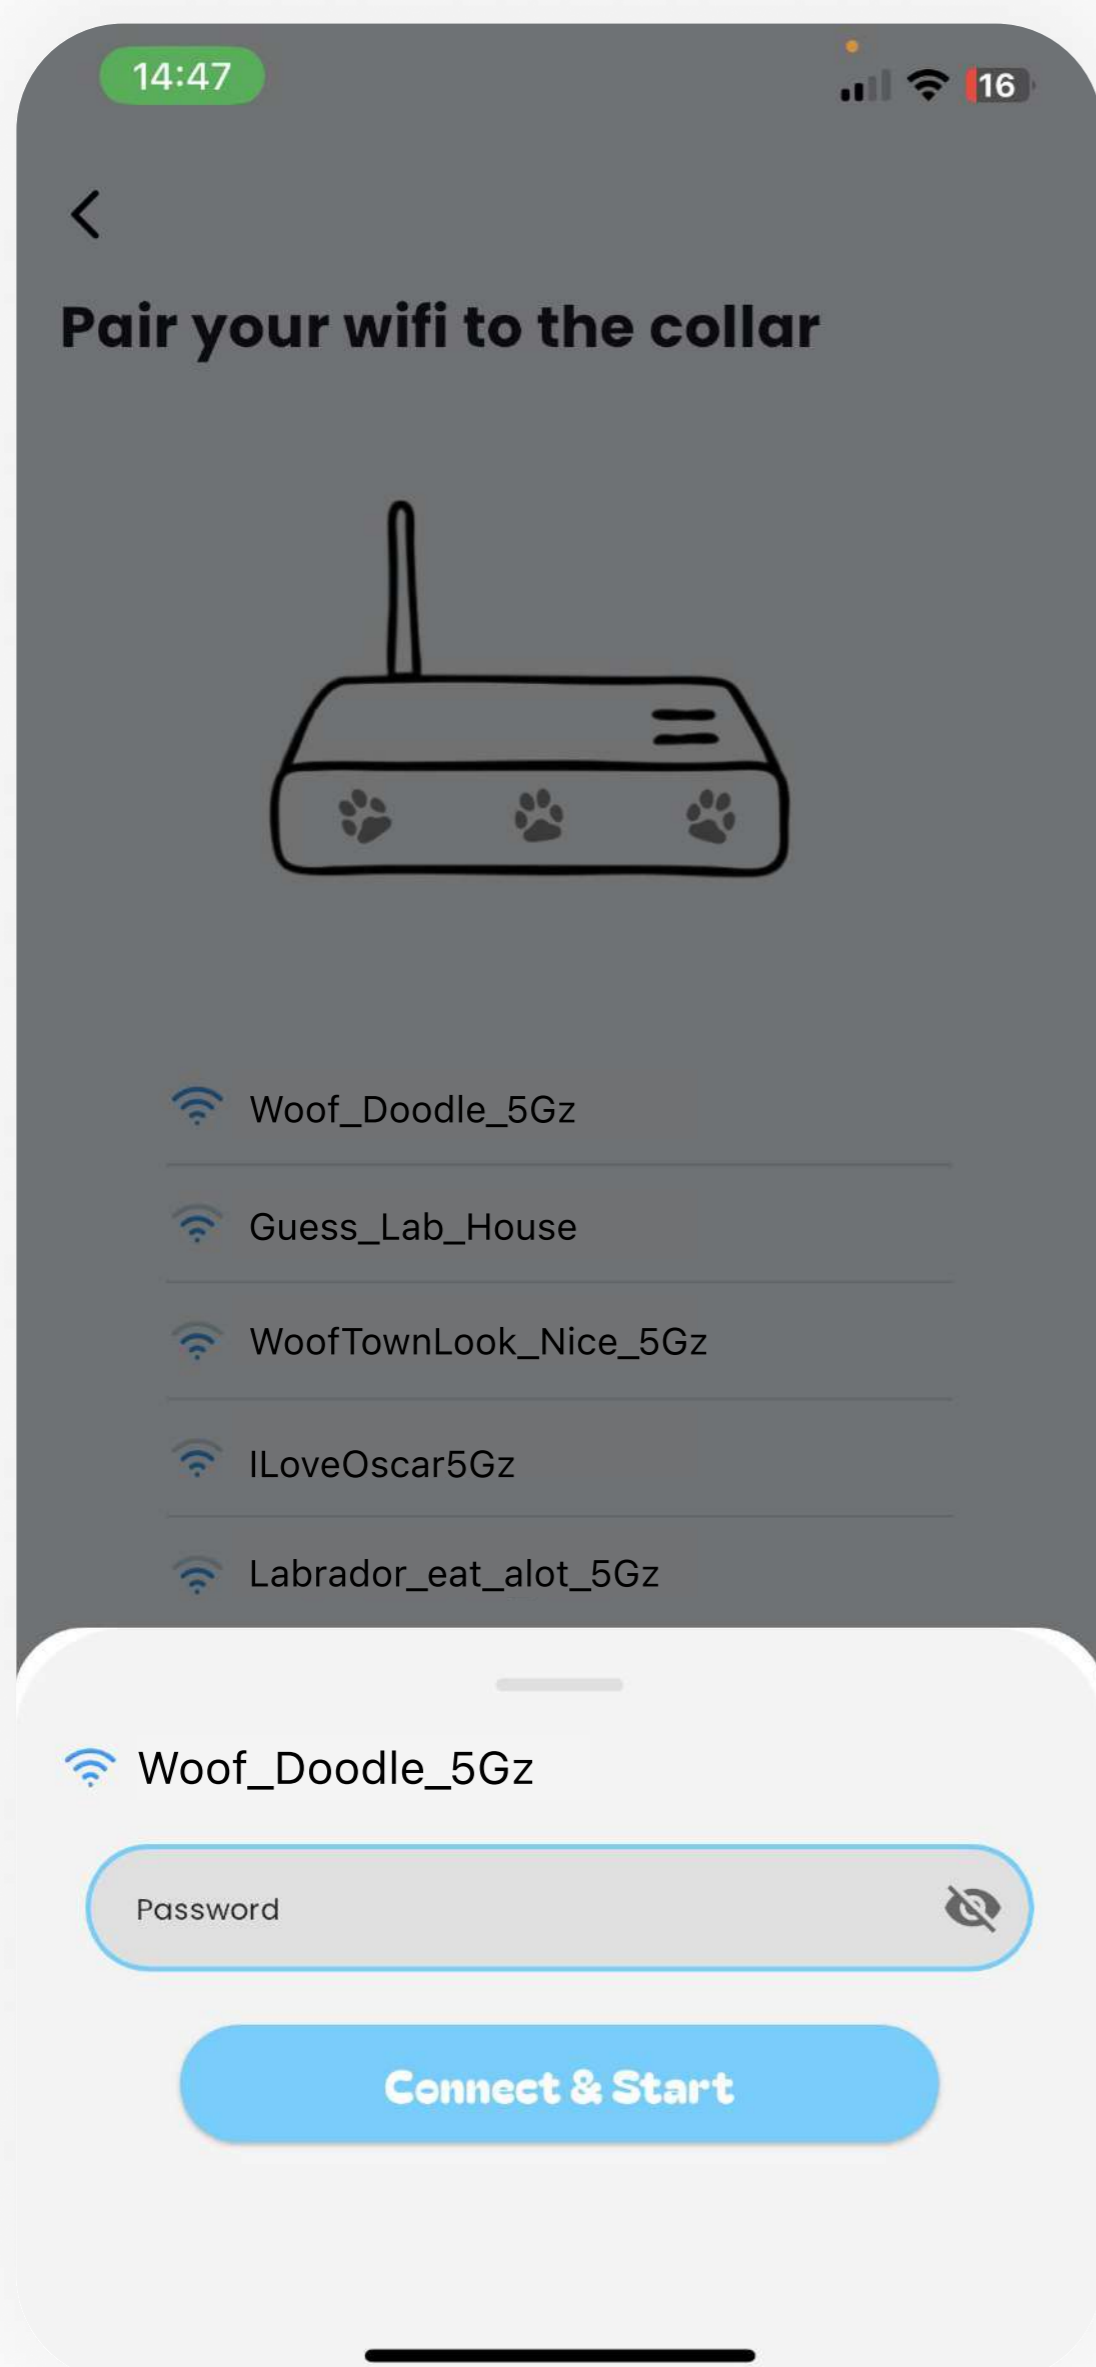 14:47
16
Pair your wifi to the collar
Woof_Doodle_5Gz
Guess_Lab_House
WoofTownLook_Nice_5Gz
ILoveOscar5Gz
Labrador_eat_alot_5Gz
Woof_Doodle_5Gz
Password
Connect & Start